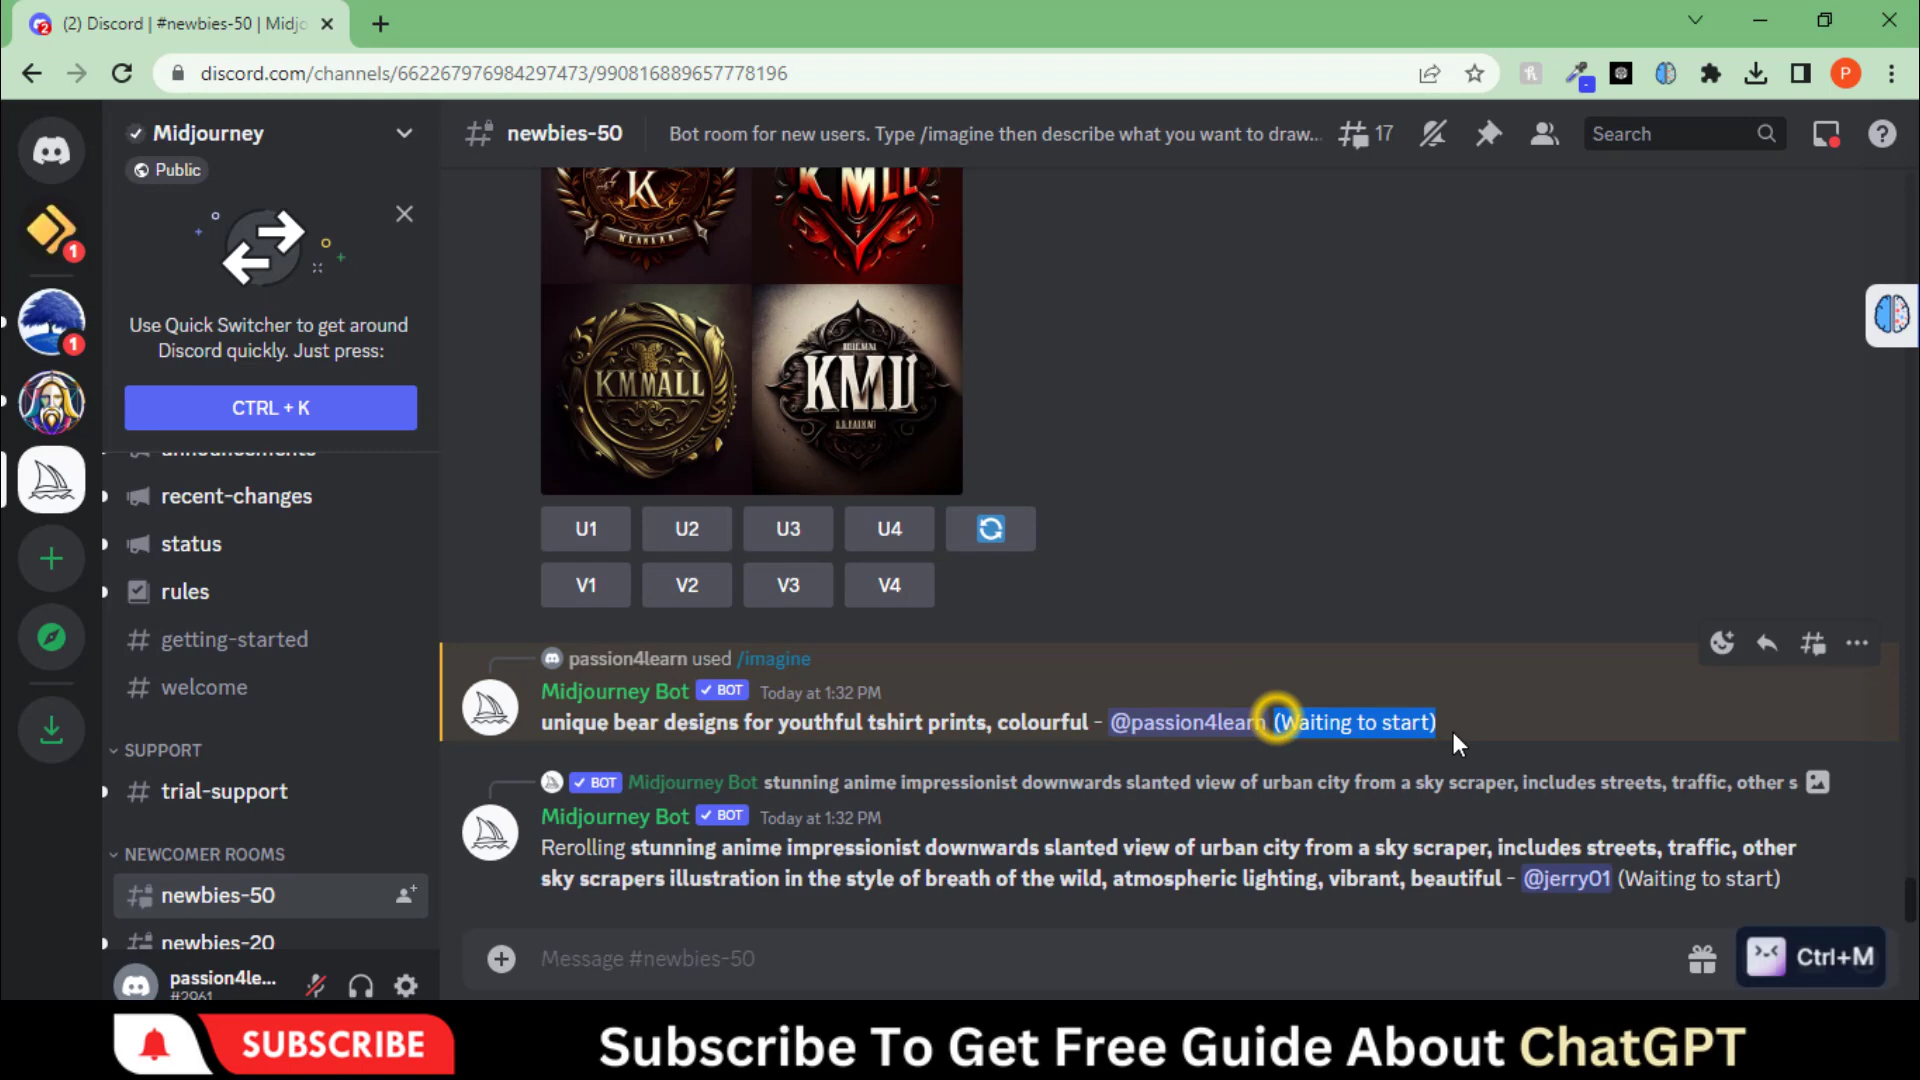 (2) Discord | #newbies-50 | Midjo
discord.com/channels/662267976984297473/990816889657778196
P
Midjourney
Public
Use Quick Switcher to get around
Discord quickly. Just press:
CTRL + K
announcements
recent-changes
status
rules
getting-started
welcome
SUPPORT
trial-support
NEWCOMER ROOMS
newbies-50
newbies-20
passion4le...
#2961
1
1
newbies-50
Bot room for new users. Type /imagine then describe what you want to draw...
17
Search
K
KMLL
KMMALL
KMU
U1
U2
U3
U4
V1
V2
V3
V4
passion4learn used /imagine
Midjourney Bot BOT Today at 1:32 PM
unique bear designs for youthful tshirt prints, colourful - @passion4learn (Waiting to start)
BOT Midjourney Bot stunning anime impressionist downwards slanted view of urban city from a sky scraper, includes streets, traffic, other s
Midjourney Bot BOT Today at 1:32 PM
Rerolling stunning anime impressionist downwards slanted view of urban city from a sky scraper, includes streets, traffic, other
sky scrapers illustration in the style of breath of the wild, atmospheric lighting, vibrant, beautiful - @jerry01 (Waiting to start)
Message #newbies-50
Ctrl+M
SUBSCRIBE
Subscribe To Get Free Guide About ChatGPT